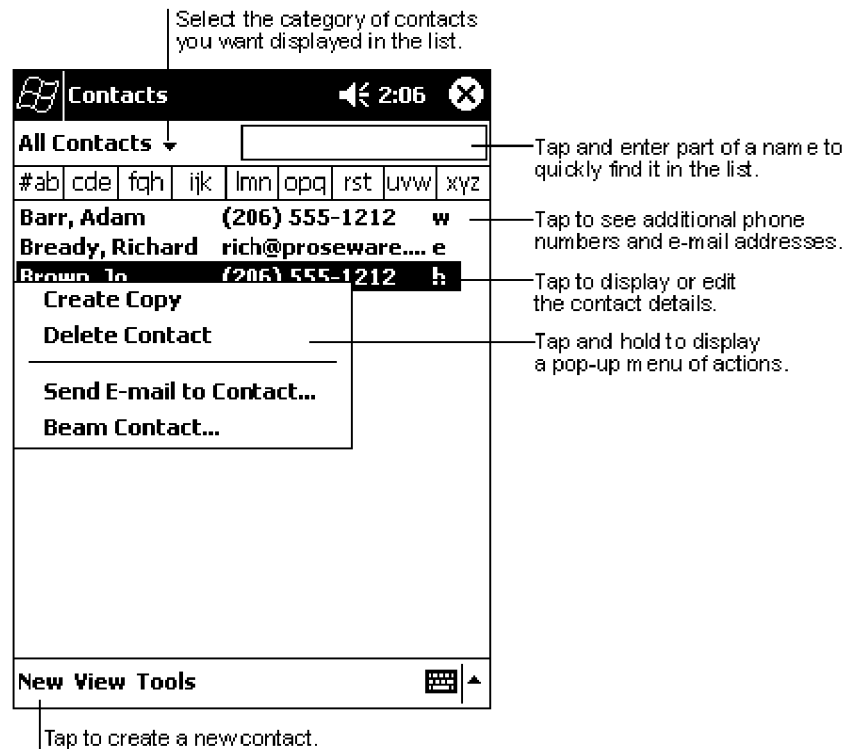 Select the category of contacts
you want displayed in the list.
Contacts 2:06
All Contacts
#ab cde fgh ijk lmn opq rst uvw xyz
Tap and enter part of a name to
quickly find it in the list.
Barr, Adam (206) 555-1212 w
Bready, Richard rich@proseware.... e
Brown, Jo (206) 555-1212 h
Tap to see additional phone
numbers and e-mail addresses.
Tap to display or edit
the contact details.
Create Copy
Delete Contact
Send E-mail to Contact...
Beam Contact...
Tap and hold to display
a pop-up menu of actions.
New View Tools
Tap to create a new contact.